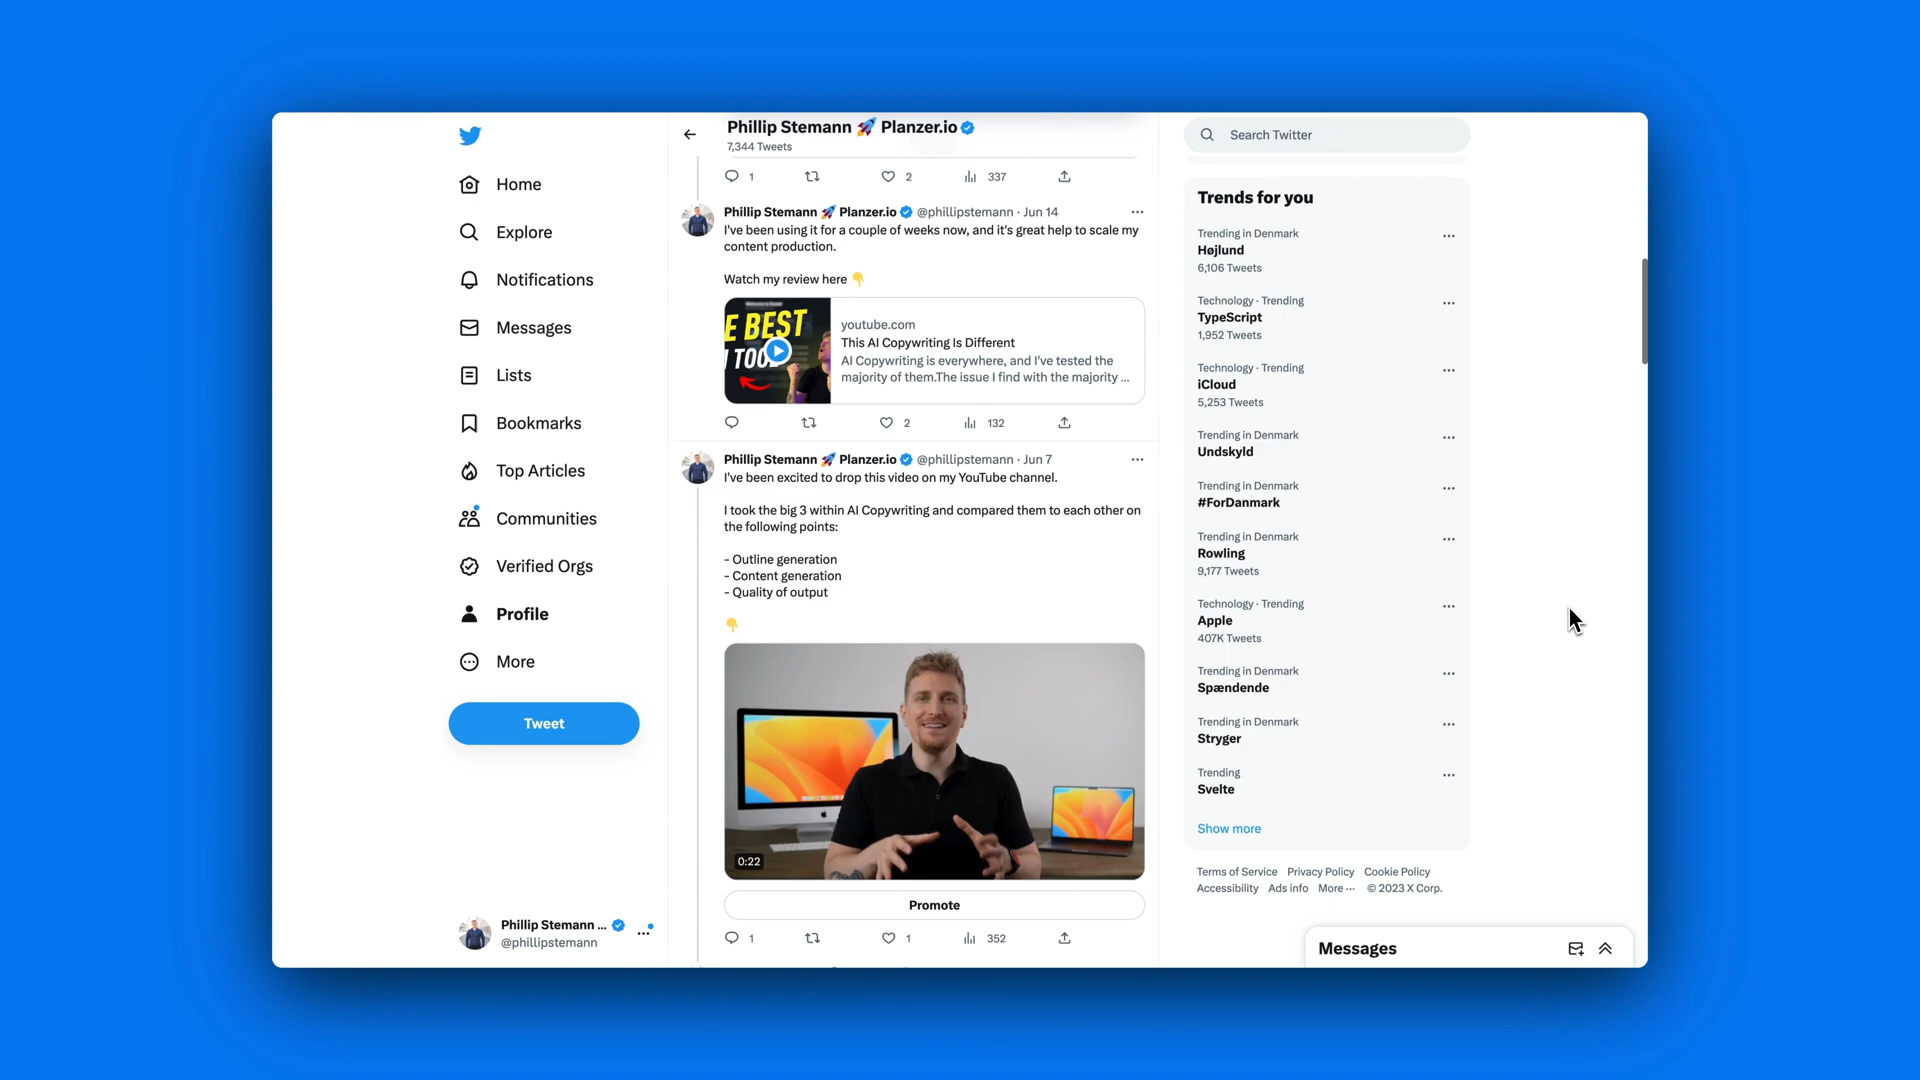 Home
Explore
Notifications
Messages
Lists
Bookmarks
Top Articles
Communities
Verified Orgs
Profile
More
Tweet
Phillip Stemann ...
@phillipstemann
Phillip Stemann 🚀 Planzer.io
7,344 Tweets
1 2 337
Phillip Stemann 🚀 Planzer.io @phillipstemann · Jun 14
I've been using it for a couple of weeks now, and it's great help to scale my
content production.
Watch my review here 👇
E BEST
I TOO
youtube.com
This AI Copywriting Is Different
AI Copywriting is everywhere, and I've tested the
majority of them.The issue I find with the majority ...
2 132
Phillip Stemann 🚀 Planzer.io @phillipstemann · Jun 7
I've been excited to drop this video on my YouTube channel.
I took the big 3 within AI Copywriting and compared them to each other on
the following points:
- Outline generation
- Content generation
- Quality of output
👇
0:22
Promote
1 1 352
Search Twitter
Trends for you
Trending in Denmark
Højlund
6,106 Tweets
Technology · Trending
TypeScript
1,952 Tweets
Technology · Trending
iCloud
5,253 Tweets
Trending in Denmark
Undskyld
Trending in Denmark
#ForDanmark
Trending in Denmark
Rowling
9,177 Tweets
Technology · Trending
Apple
407K Tweets
Trending in Denmark
Spændende
Trending in Denmark
Stryger
Trending
Svelte
Show more
Terms of Service Privacy Policy Cookie Policy
Accessibility Ads info More ··· © 2023 X Corp.
Messages